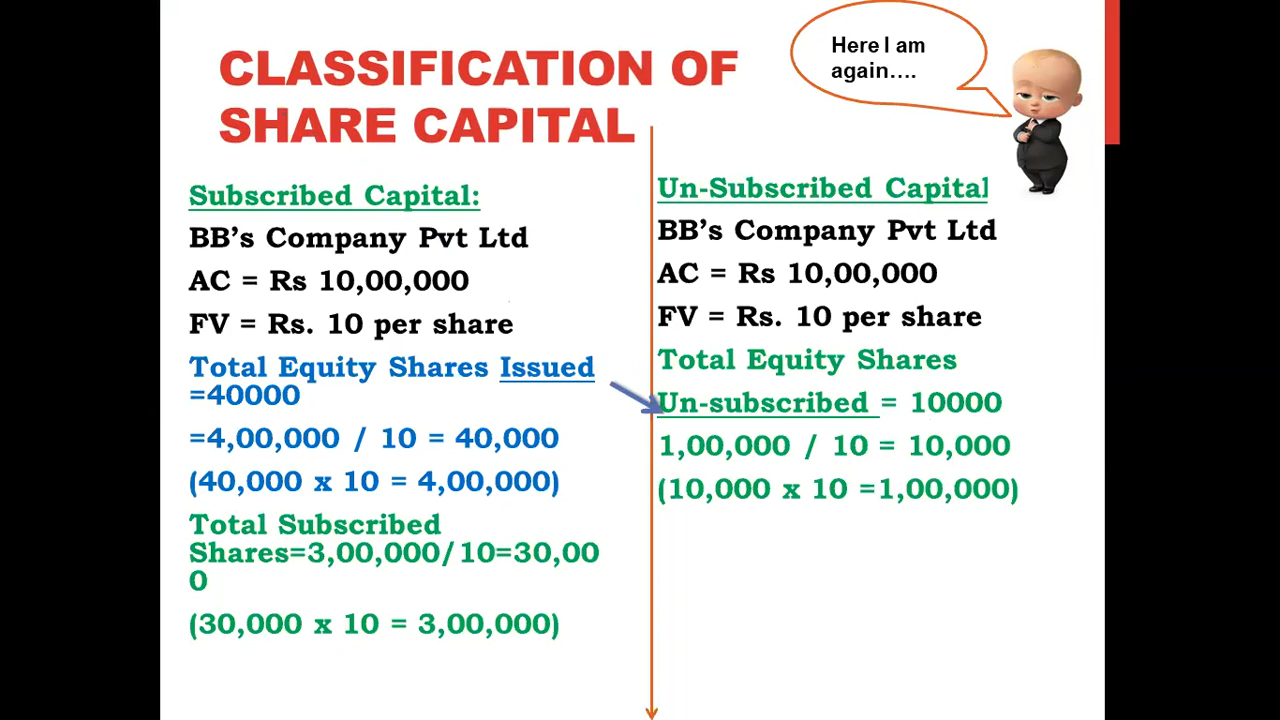 CLASSIFICATION OF
SHARE CAPITAL
Here I am
again....
Subscribed Capital:
BB's Company Pvt Ltd
AC = Rs 10,00,000
FV = Rs. 10 per share
Total Equity Shares Issued
=40000
=4,00,000 / 10 = 40,000
(40,000 x 10 = 4,00,000)
Total Subscribed
Shares=3,00,000/10=30,00
0
(30,000 x 10 = 3,00,000)
Un-Subscribed Capital
BB's Company Pvt Ltd
AC = Rs 10,00,000
FV = Rs. 10 per share
Total Equity Shares
Un-subscribed = 10000
1,00,000 / 10 = 10,000
(10,000 x 10 =1,00,000)